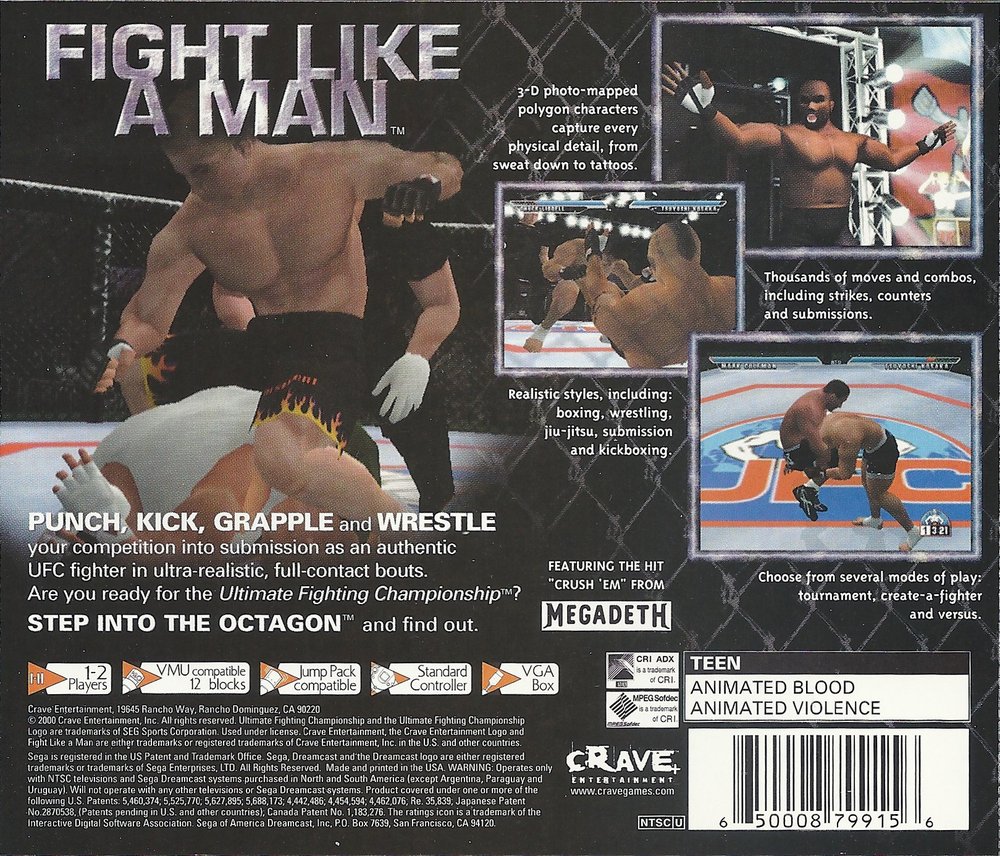 FIGHT LIKE
A MAN™
3-D photo-mapped
polygon characters
capture every
physical detail, from
sweat down to tattoos.
CHUCK LIDDELL
TSUYOSHI KOSAKA
Thousands of moves and combos,
including strikes, counters
and submissions.
Realistic styles, including:
boxing, wrestling,
jiu-jitsu, submission
and kickboxing.
MARK COLEMAN
TSUYOSHI KOSAKA
UFC
1 3 21
PUNCH, KICK, GRAPPLE and WRESTLE
your competition into submission as an authentic
UFC fighter in ultra-realistic, full-contact bouts.
Are you ready for the Ultimate Fighting Championship™?
STEP INTO THE OCTAGON™ and find out.
FEATURING THE HIT
"CRUSH 'EM" FROM
MEGADETH
Choose from several modes of play:
tournament, create-a-fighter
and versus.
1-2
Players
VMU compatible
12 blocks
Jump Pack
compatible
Standard
Controller
VGA
Box
CRI ADX
is a trademark
of CRI.
MPEG Sofdec
is a trademark
of CRI.
MPEG Sofdec
TEEN
ANIMATED BLOOD
ANIMATED VIOLENCE
Crave Entertainment, 19645 Rancho Way, Rancho Dominguez, CA 90220
© 2000 Crave Entertainment, Inc. All rights reserved. Ultimate Fighting Championship and the Ultimate Fighting Championship
Logo are trademarks of SEG Sports Corporation. Used under license. Crave Entertainment, the Crave Entertainment Logo and
Fight Like a Man are either trademarks or registered trademarks of Crave Entertainment, Inc. in the U.S. and other countries.
Sega is registered in the US Patent and Trademark Office. Sega, Dreamcast and the Dreamcast logo are either registered
trademarks or trademarks of Sega Enterprises, LTD. All Rights Reserved. Made and printed in the USA. WARNING: Operates only
with NTSC televisions and Sega Dreamcast systems purchased in North and South America (except Argentina, Paraguay and
Uruguay). Will not operate with any other televisions or Sega Dreamcast systems. Product covered under one or more of the
following U.S. Patents: 5,460,374; 5,525,770; 5,627,895; 5,688,173; 4,442,486; 4,454,594; 4,462,076; Re. 35,839; Japanese Patent
No.2870538, (Patents pending in U.S. and other countries); Canada Patent No. 1,183,276. The ratings icon is a trademark of the
Interactive Digital Software Association. Sega of America Dreamcast, Inc, P.O. Box 7639, San Francisco, CA 94120.
CRAVE
ENTERTAINMENT
www.cravegames.com
NTSC U
6 50008 79915 6